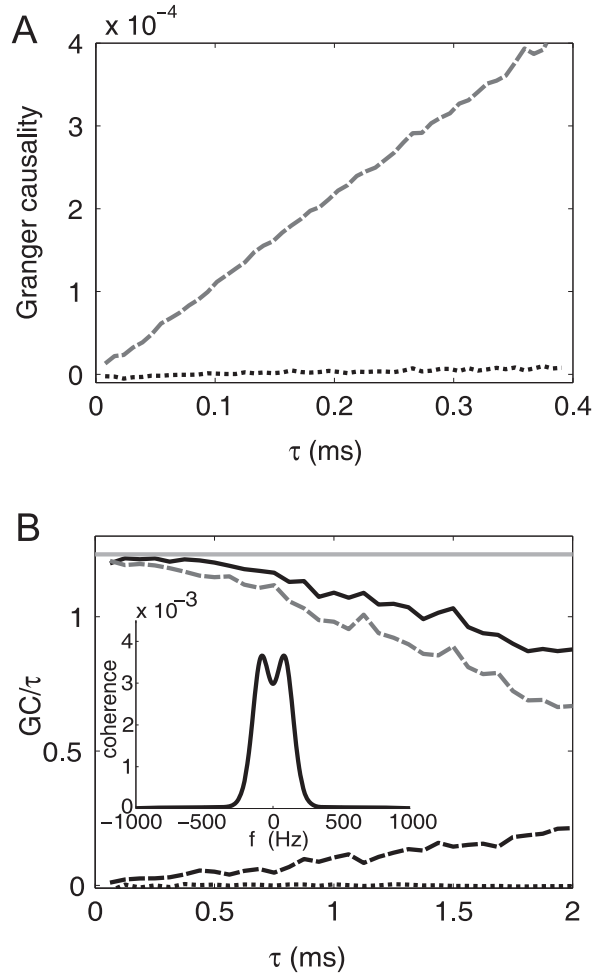 A
x 10⁻⁴
4
3
2
1
0
Granger causality
0 0.1 0.2 0.3 0.4
τ (ms)
B
1
0.5
0
GC/τ
x 10⁻³
4
3
2
1
0
coherence
-1000 -500 0 500 1000
f (Hz)
0 0.5 1 1.5 2
τ (ms)